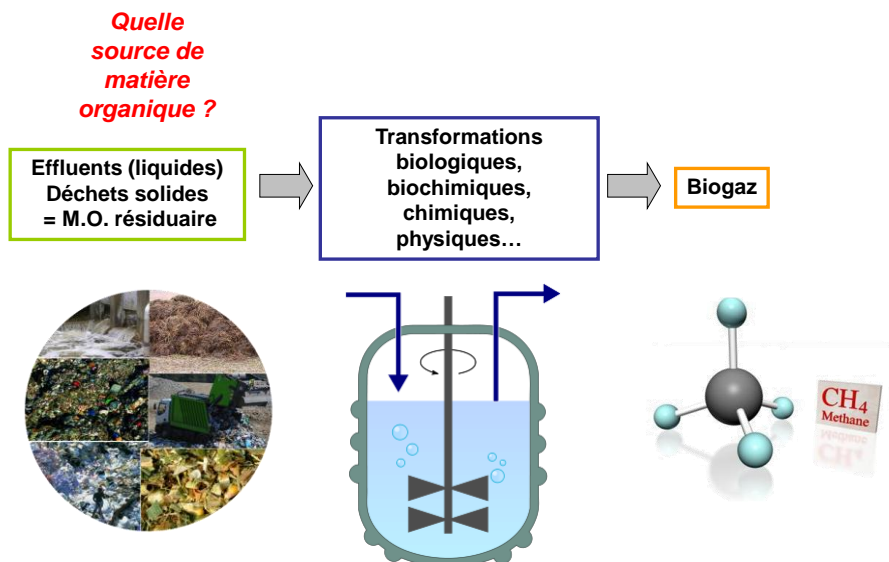 Quelle
source de
matière
organique ?
Effluents (liquides)
Déchets solides
= M.O. résiduaire
Transformations
biologiques,
biochimiques,
chimiques,
physiques…
Biogaz
CH4
Methane